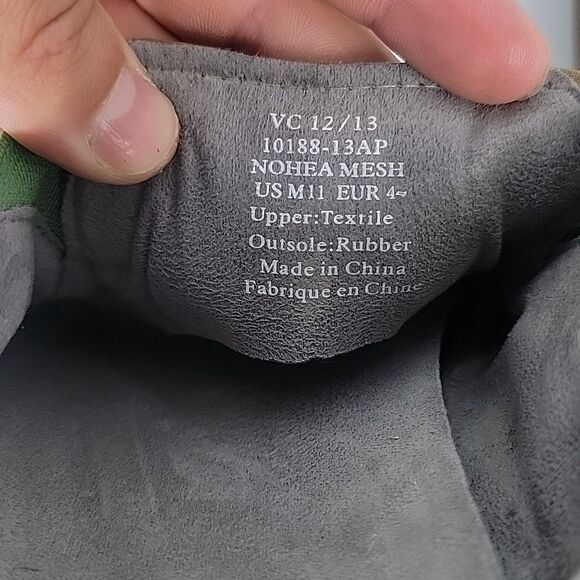 VC 12/13
10188-13AP
NOHEA MESH
US M11 EUR
Upper:Textile
Outsole:Rubber
Made in China
Fabrique en Chine